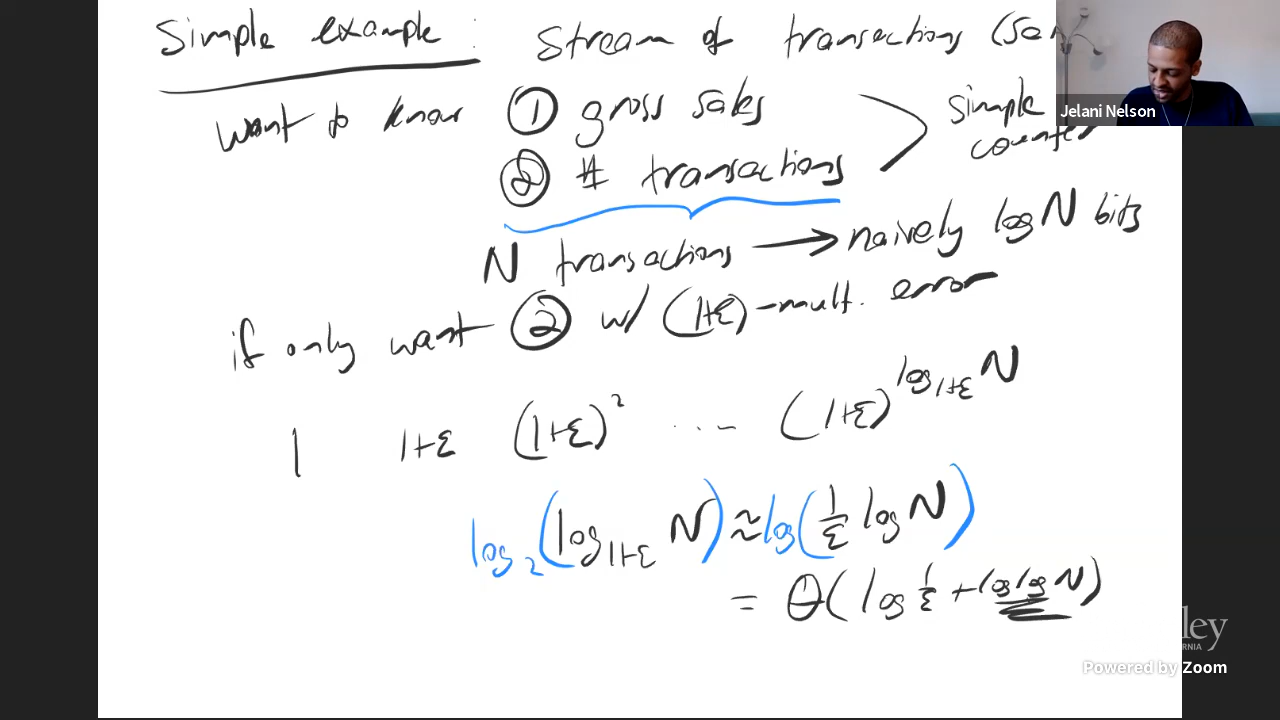 Simple example: Stream of transactions
want to know ① gross sales
② # transactions
simple
counter
N transactions → naively log N bits
if only want ② w/ (1+ε)-mult. error
1 1+ε (1+ε)² ... (1+ε)^{log_{1+ε} N}
log₂(log_{1+ε} N) ≈ log(1/ε log N)
= Θ(log 1/ε + log log N)
Jelani Nelson
Powered by Zoom